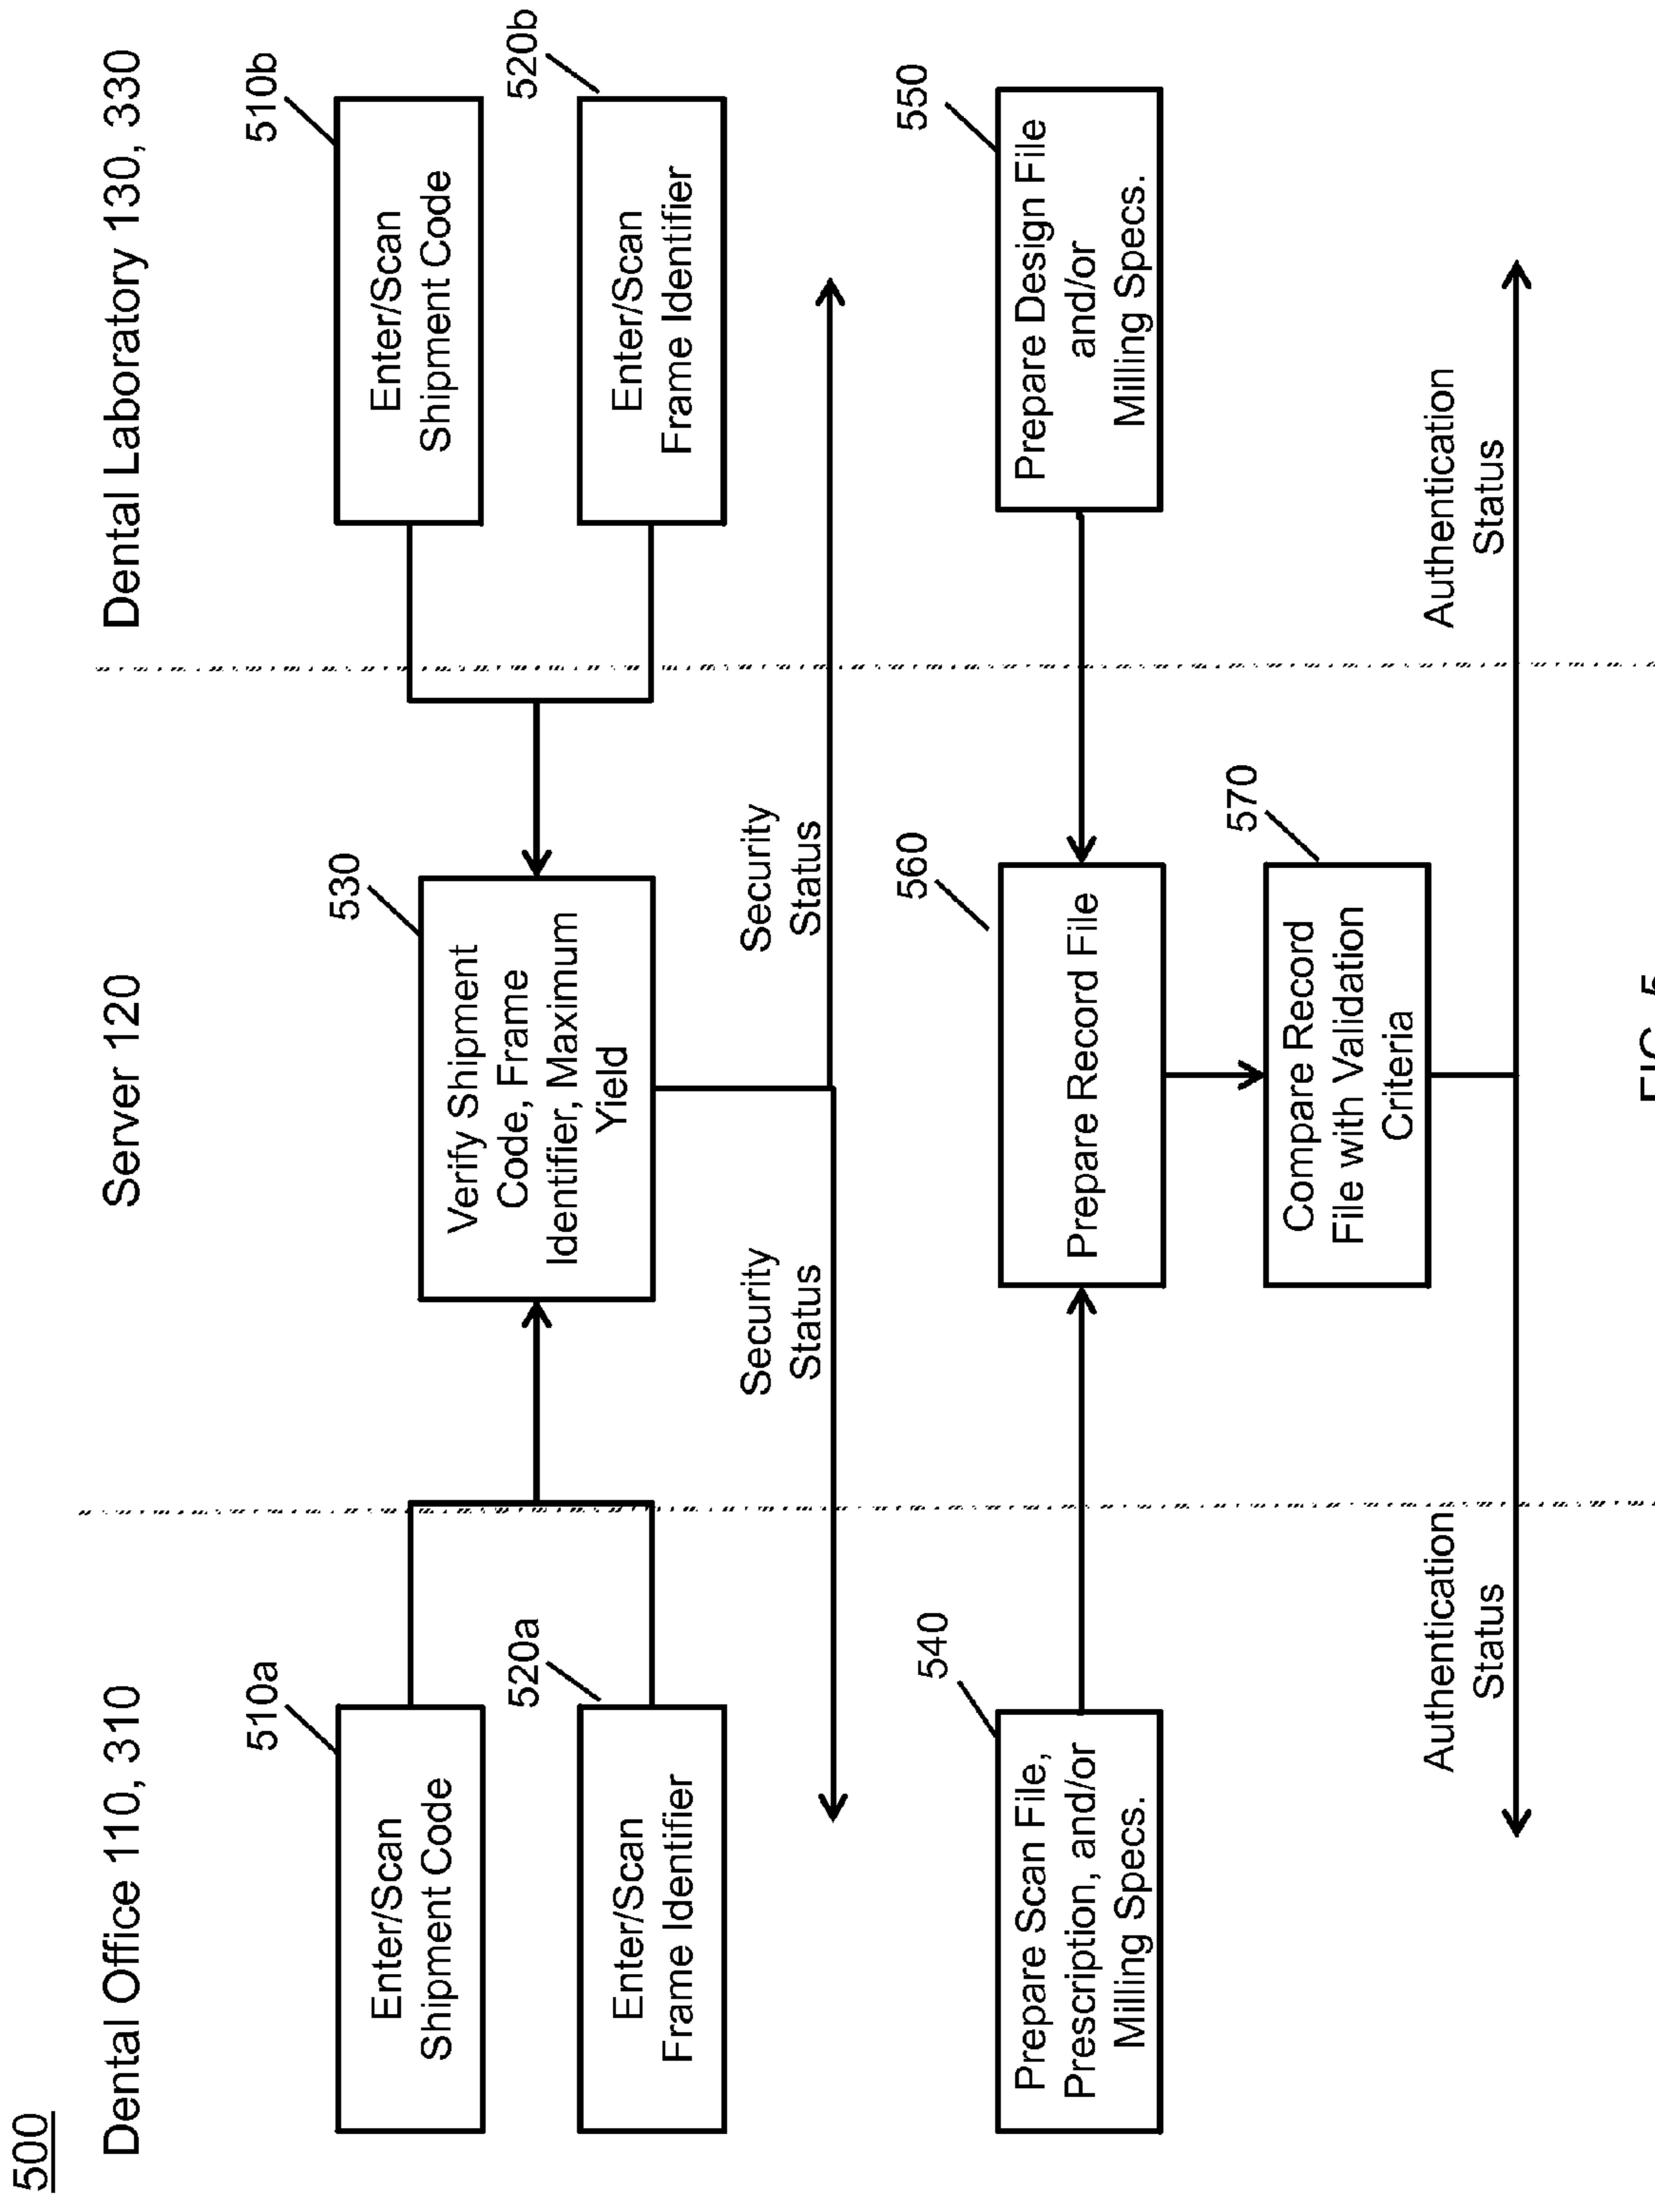 500
Dental Office 110, 310
Server 120
Dental Laboratory 130, 330
510a
Enter/Scan
Shipment Code
520a
Enter/Scan
Frame Identifier
530
Verify Shipment
Code, Frame
Identifier, Maximum
Yield
510b
Enter/Scan
Shipment Code
520b
Enter/Scan
Frame Identifier
Security
Status
Security
Status
540
Prepare Scan File,
Prescription, and/or
Milling Specs.
560
Prepare Record File
550
Prepare Design File
and/or
Milling Specs.
570
Compare Record
File with Validation
Criteria
Authentication
Status
Authentication
Status
FIG. 5